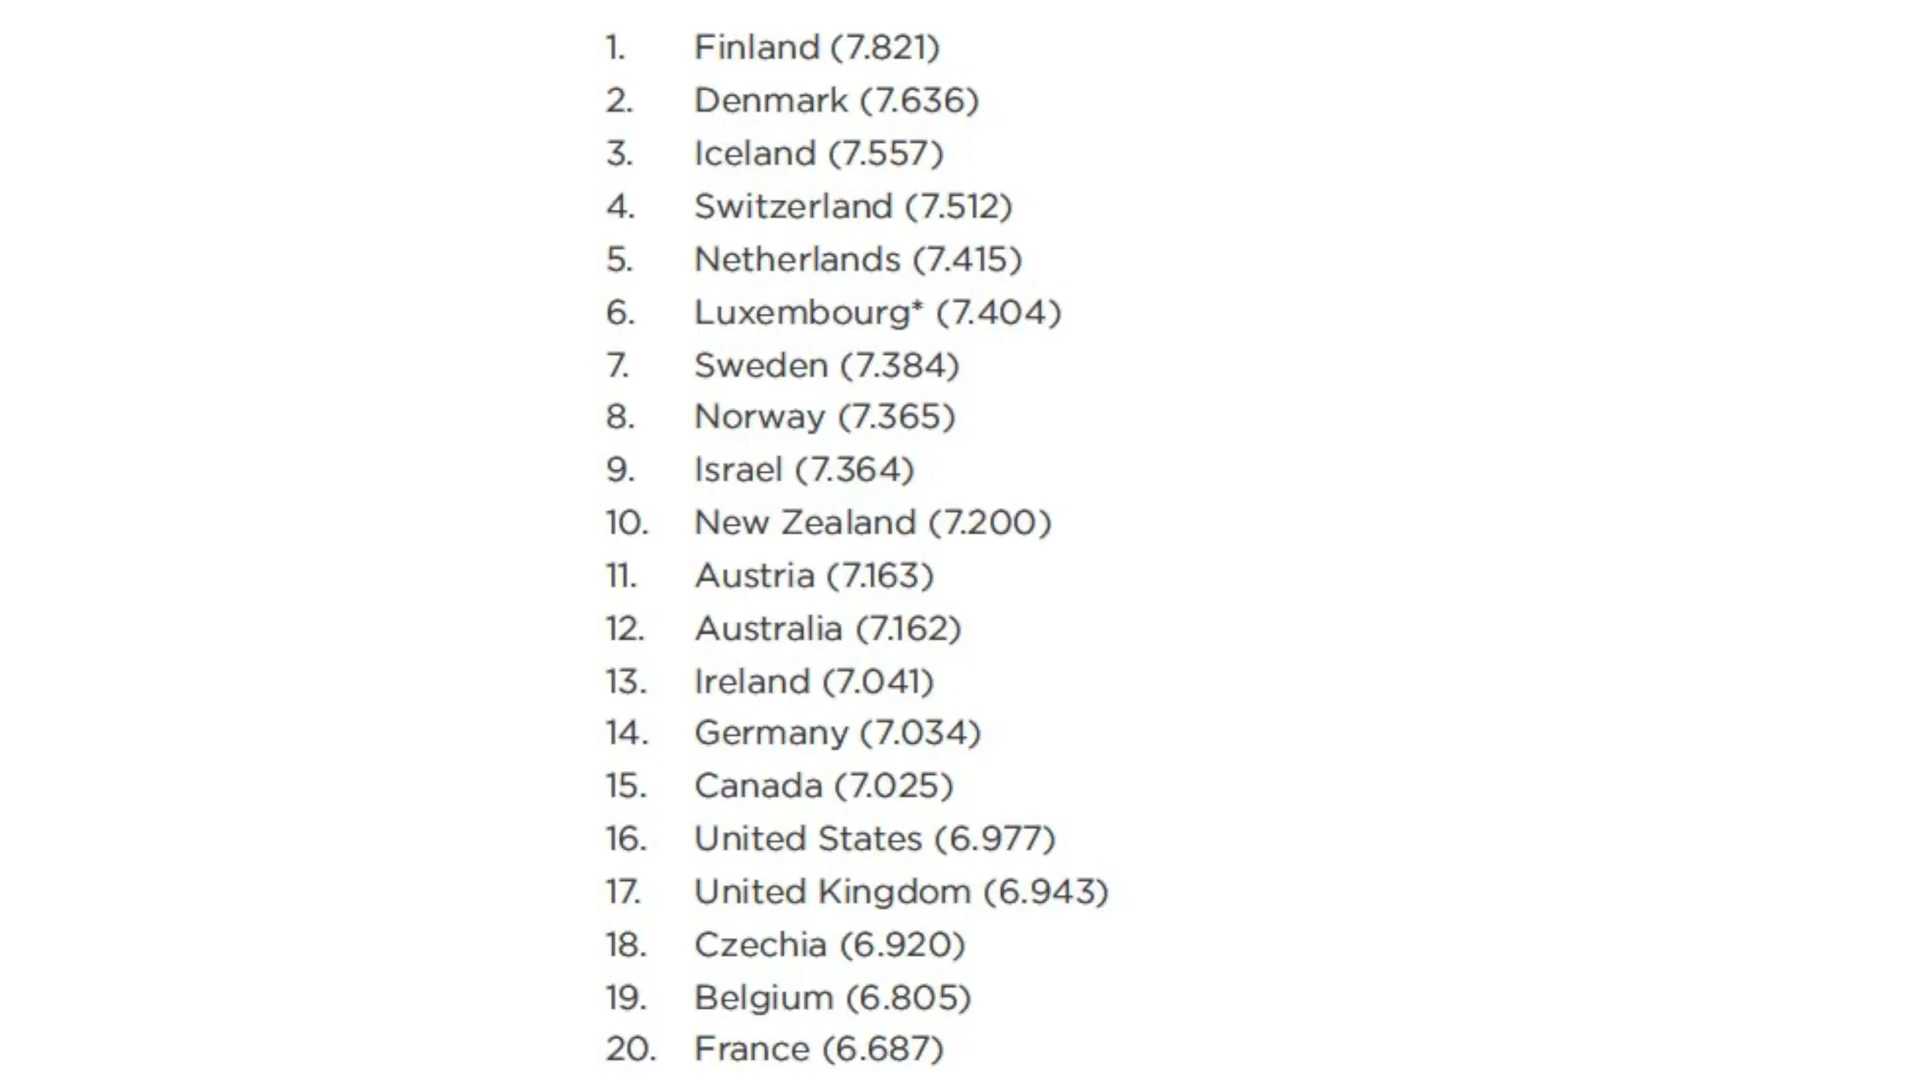 1. Finland (7.821)
2. Denmark (7.636)
3. Iceland (7.557)
4. Switzerland (7.512)
5. Netherlands (7.415)
6. Luxembourg* (7.404)
7. Sweden (7.384)
8. Norway (7.365)
9. Israel (7.364)
10. New Zealand (7.200)
11. Austria (7.163)
12. Australia (7.162)
13. Ireland (7.041)
14. Germany (7.034)
15. Canada (7.025)
16. United States (6.977)
17. United Kingdom (6.943)
18. Czechia (6.920)
19. Belgium (6.805)
20. France (6.687)